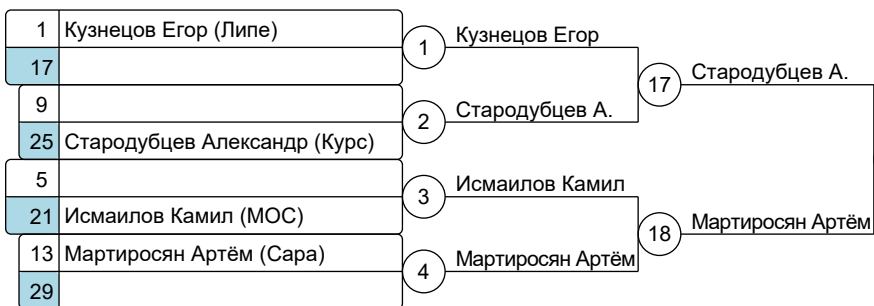 1 Кузнецов Егор (Липе)
17
1 Кузнецов Егор
9
25 Стародубцев Александр (Курс)
2 Стародубцев А.
17 Стародубцев А.
5
21 Исмаилов Камил (МОС)
3 Исмаилов Камил
13 Мартиросян Артём (Сара)
29
4 Мартиросян Артём
18 Мартиросян Артём